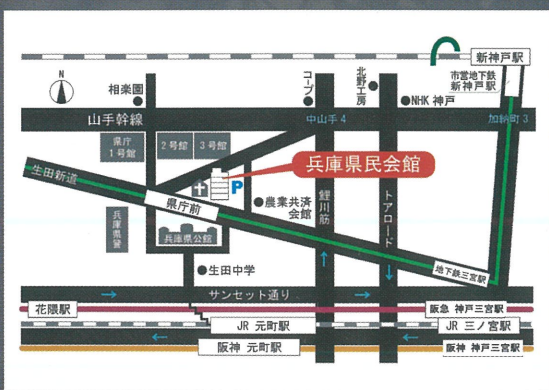 新神戸駅
市営地下鉄
新神戸駅
N
相楽園
コープ
北野工房
NHK 神戸
山手幹線
中山手 4
加納町 3
県庁
1号館
2号館
3号館
兵庫県民会館
生田新道
P
県庁前
農業共済
会館
鯉川筋
トアロード
兵庫県警
兵庫県公館
生田中学
地下鉄三宮駅
サンセット通り
花隈駅
阪急 神戸三宮駅
JR 元町駅
JR 三ノ宮駅
阪神 元町駅
阪神 神戸三宮駅